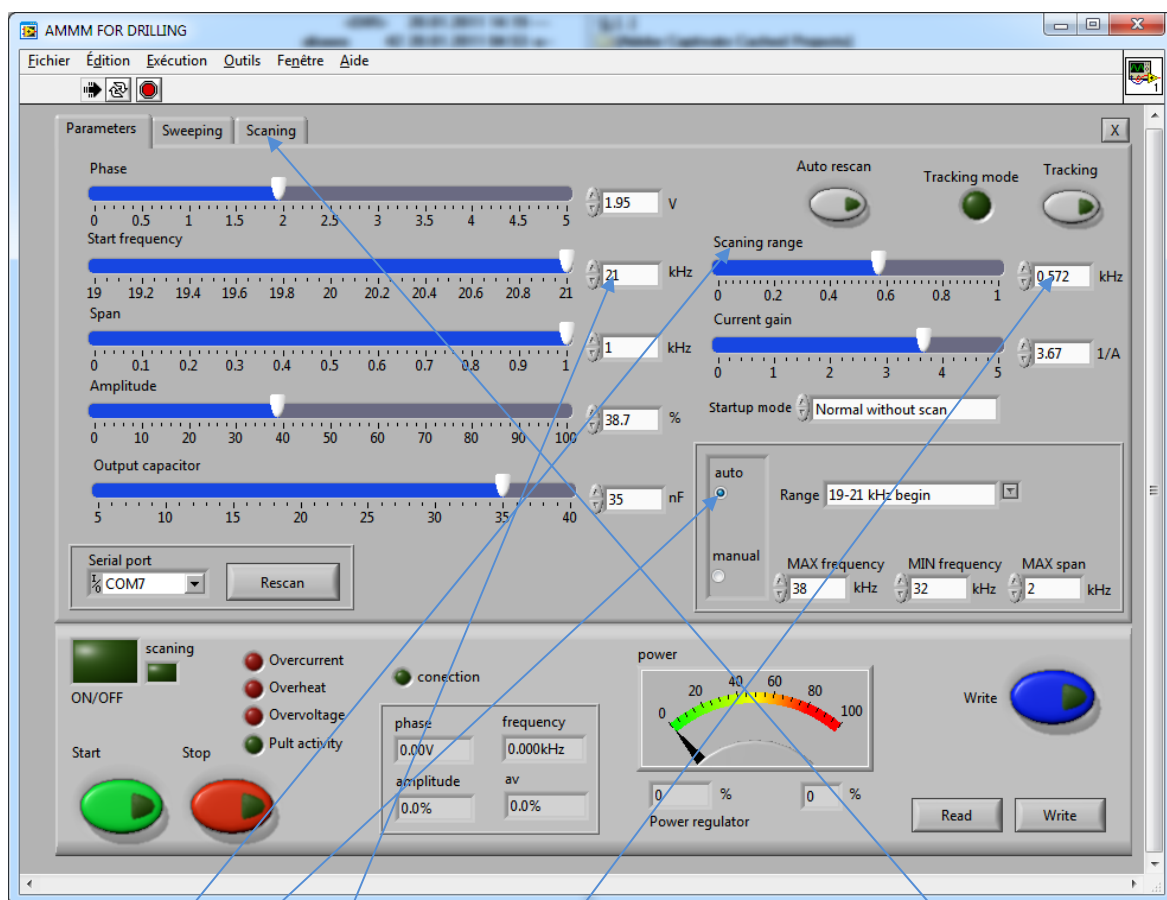 AMMM FOR DRILLING
Fichier Édition Exécution Outils Fenêtre Aide
1
Parameters Sweeping Scaning X
Phase
0 0.5 1 1.5 2 2.5 3 3.5 4 4.5 5
1.95 V
Auto rescan Tracking mode Tracking
Start frequency
19 19.2 19.4 19.6 19.8 20 20.2 20.4 20.6 20.8 21
21 kHz
Scaning range
0 0.2 0.4 0.6 0.8 1
0.572 kHz
Span
0 0.1 0.2 0.3 0.4 0.5 0.6 0.7 0.8 0.9 1
1 kHz
Current gain
0 1 2 3 4 5
3.67 1/A
Amplitude
0 10 20 30 40 50 60 70 80 90 100
38.7 %
Startup mode Normal without scan
Output capacitor
5 10 15 20 25 30 35 40
35 nF
auto
Range 19-21 kHz begin
manual
MAX frequency MIN frequency MAX span
38 kHz 32 kHz 2 kHz
Serial port
I/0 COM7 Rescan
scaning
ON/OFF
Overcurrent
Overheat
Overvoltage
Pult activity
Start Stop
conection
phase frequency
0.00V 0.000kHz
amplitude av
0.0% 0.0%
power
0 20 40 60 80 100
0 % 0 %
Power regulator
Write
Read Write